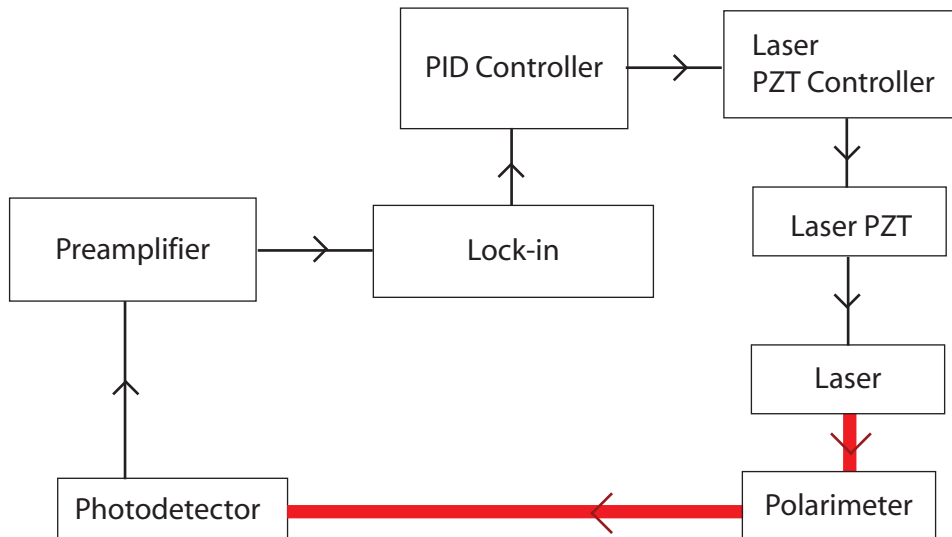 PID Controller
Laser
PZT Controller
Preamplifier
Lock-in
Laser PZT
Laser
Photodetector
Polarimeter